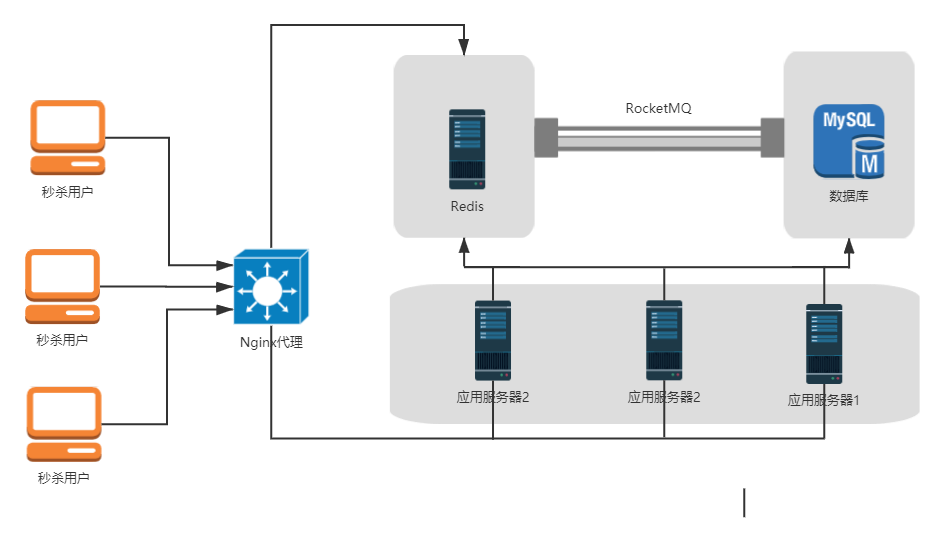 RocketMQ
MySQL
M
秒杀用户
Redis
数据库
秒杀用户
Nginx代理
应用服务器2
应用服务器2
应用服务器1
秒杀用户